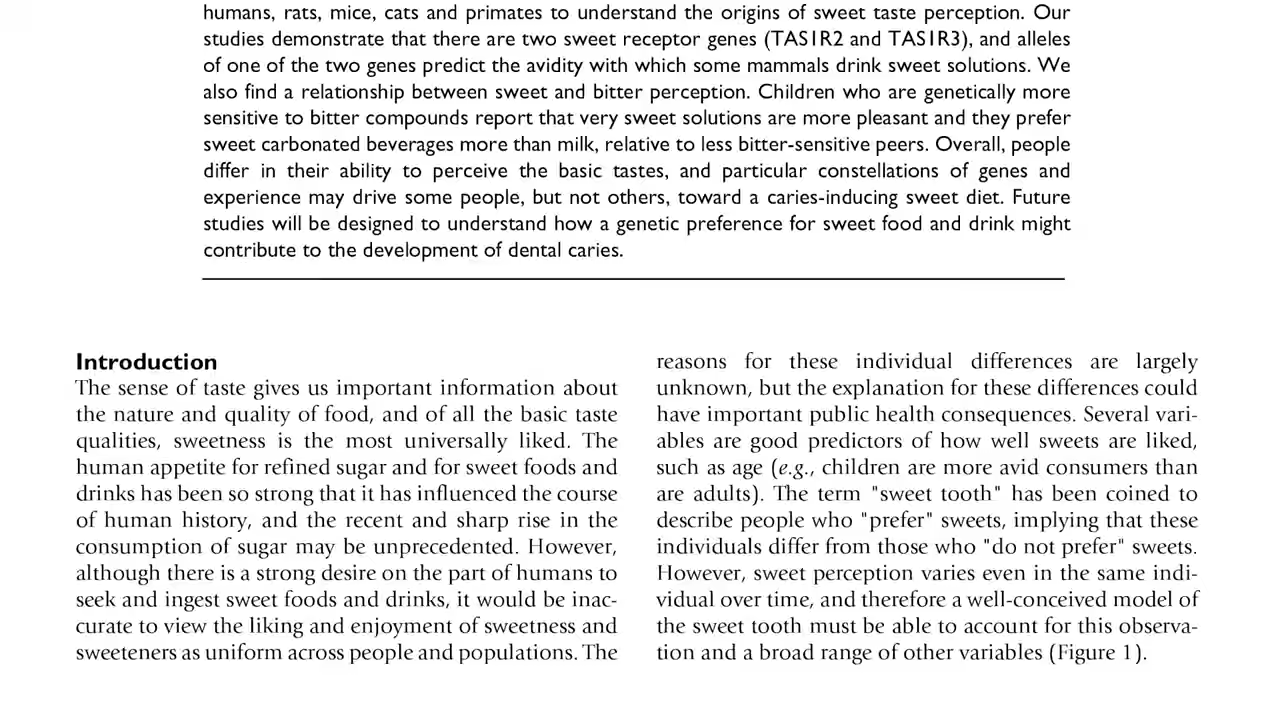 humans, rats, mice, cats and primates to understand the origins of sweet taste perception. Our
studies demonstrate that there are two sweet receptor genes (TAS1R2 and TAS1R3), and alleles
of one of the two genes predict the avidity with which some mammals drink sweet solutions. We
also find a relationship between sweet and bitter perception. Children who are genetically more
sensitive to bitter compounds report that very sweet solutions are more pleasant and they prefer
sweet carbonated beverages more than milk, relative to less bitter-sensitive peers. Overall, people
differ in their ability to perceive the basic tastes, and particular constellations of genes and
experience may drive some people, but not others, toward a caries-inducing sweet diet. Future
studies will be designed to understand how a genetic preference for sweet food and drink might
contribute to the development of dental caries.
Introduction
The sense of taste gives us important information about
the nature and quality of food, and of all the basic taste
qualities, sweetness is the most universally liked. The
human appetite for refined sugar and for sweet foods and
drinks has been so strong that it has influenced the course
of human history, and the recent and sharp rise in the
consumption of sugar may be unprecedented. However,
although there is a strong desire on the part of humans to
seek and ingest sweet foods and drinks, it would be inac-
curate to view the liking and enjoyment of sweetness and
sweeteners as uniform across people and populations. The
reasons for these individual differences are largely
unknown, but the explanation for these differences could
have important public health consequences. Several vari-
ables are good predictors of how well sweets are liked,
such as age (e.g., children are more avid consumers than
are adults). The term "sweet tooth" has been coined to
describe people who "prefer" sweets, implying that these
individuals differ from those who "do not prefer" sweets.
However, sweet perception varies even in the same indi-
vidual over time, and therefore a well-conceived model of
the sweet tooth must be able to account for this observa-
tion and a broad range of other variables (Figure 1).